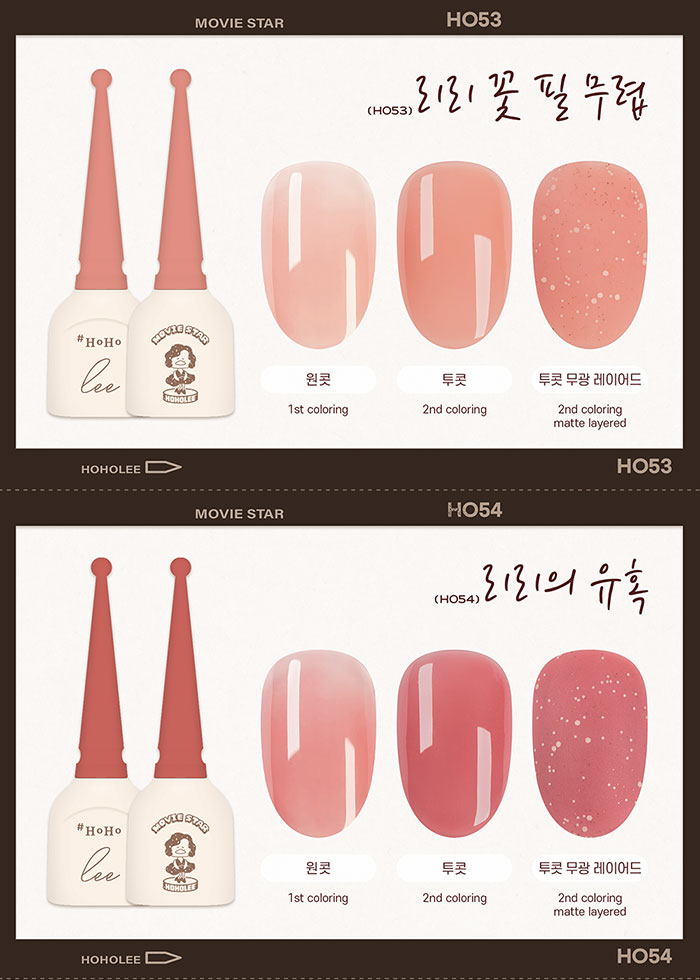 MOVIE STAR
HO53
(HO53) 리리 꽃 필 무렵
#HoHo
lee
MOVIE STAR
HOHOLEE
원콧
투콧
투콧 무광 레이어드
1st coloring
2nd coloring
2nd coloring
matte layered
HOHOLEE
HO53
MOVIE STAR
HO54
(HO54) 리리의 유혹
#HoHo
lee
MOVIE STAR
HOHOLEE
원콧
투콧
투콧 무광 레이어드
1st coloring
2nd coloring
2nd coloring
matte layered
HOHOLEE
HO54